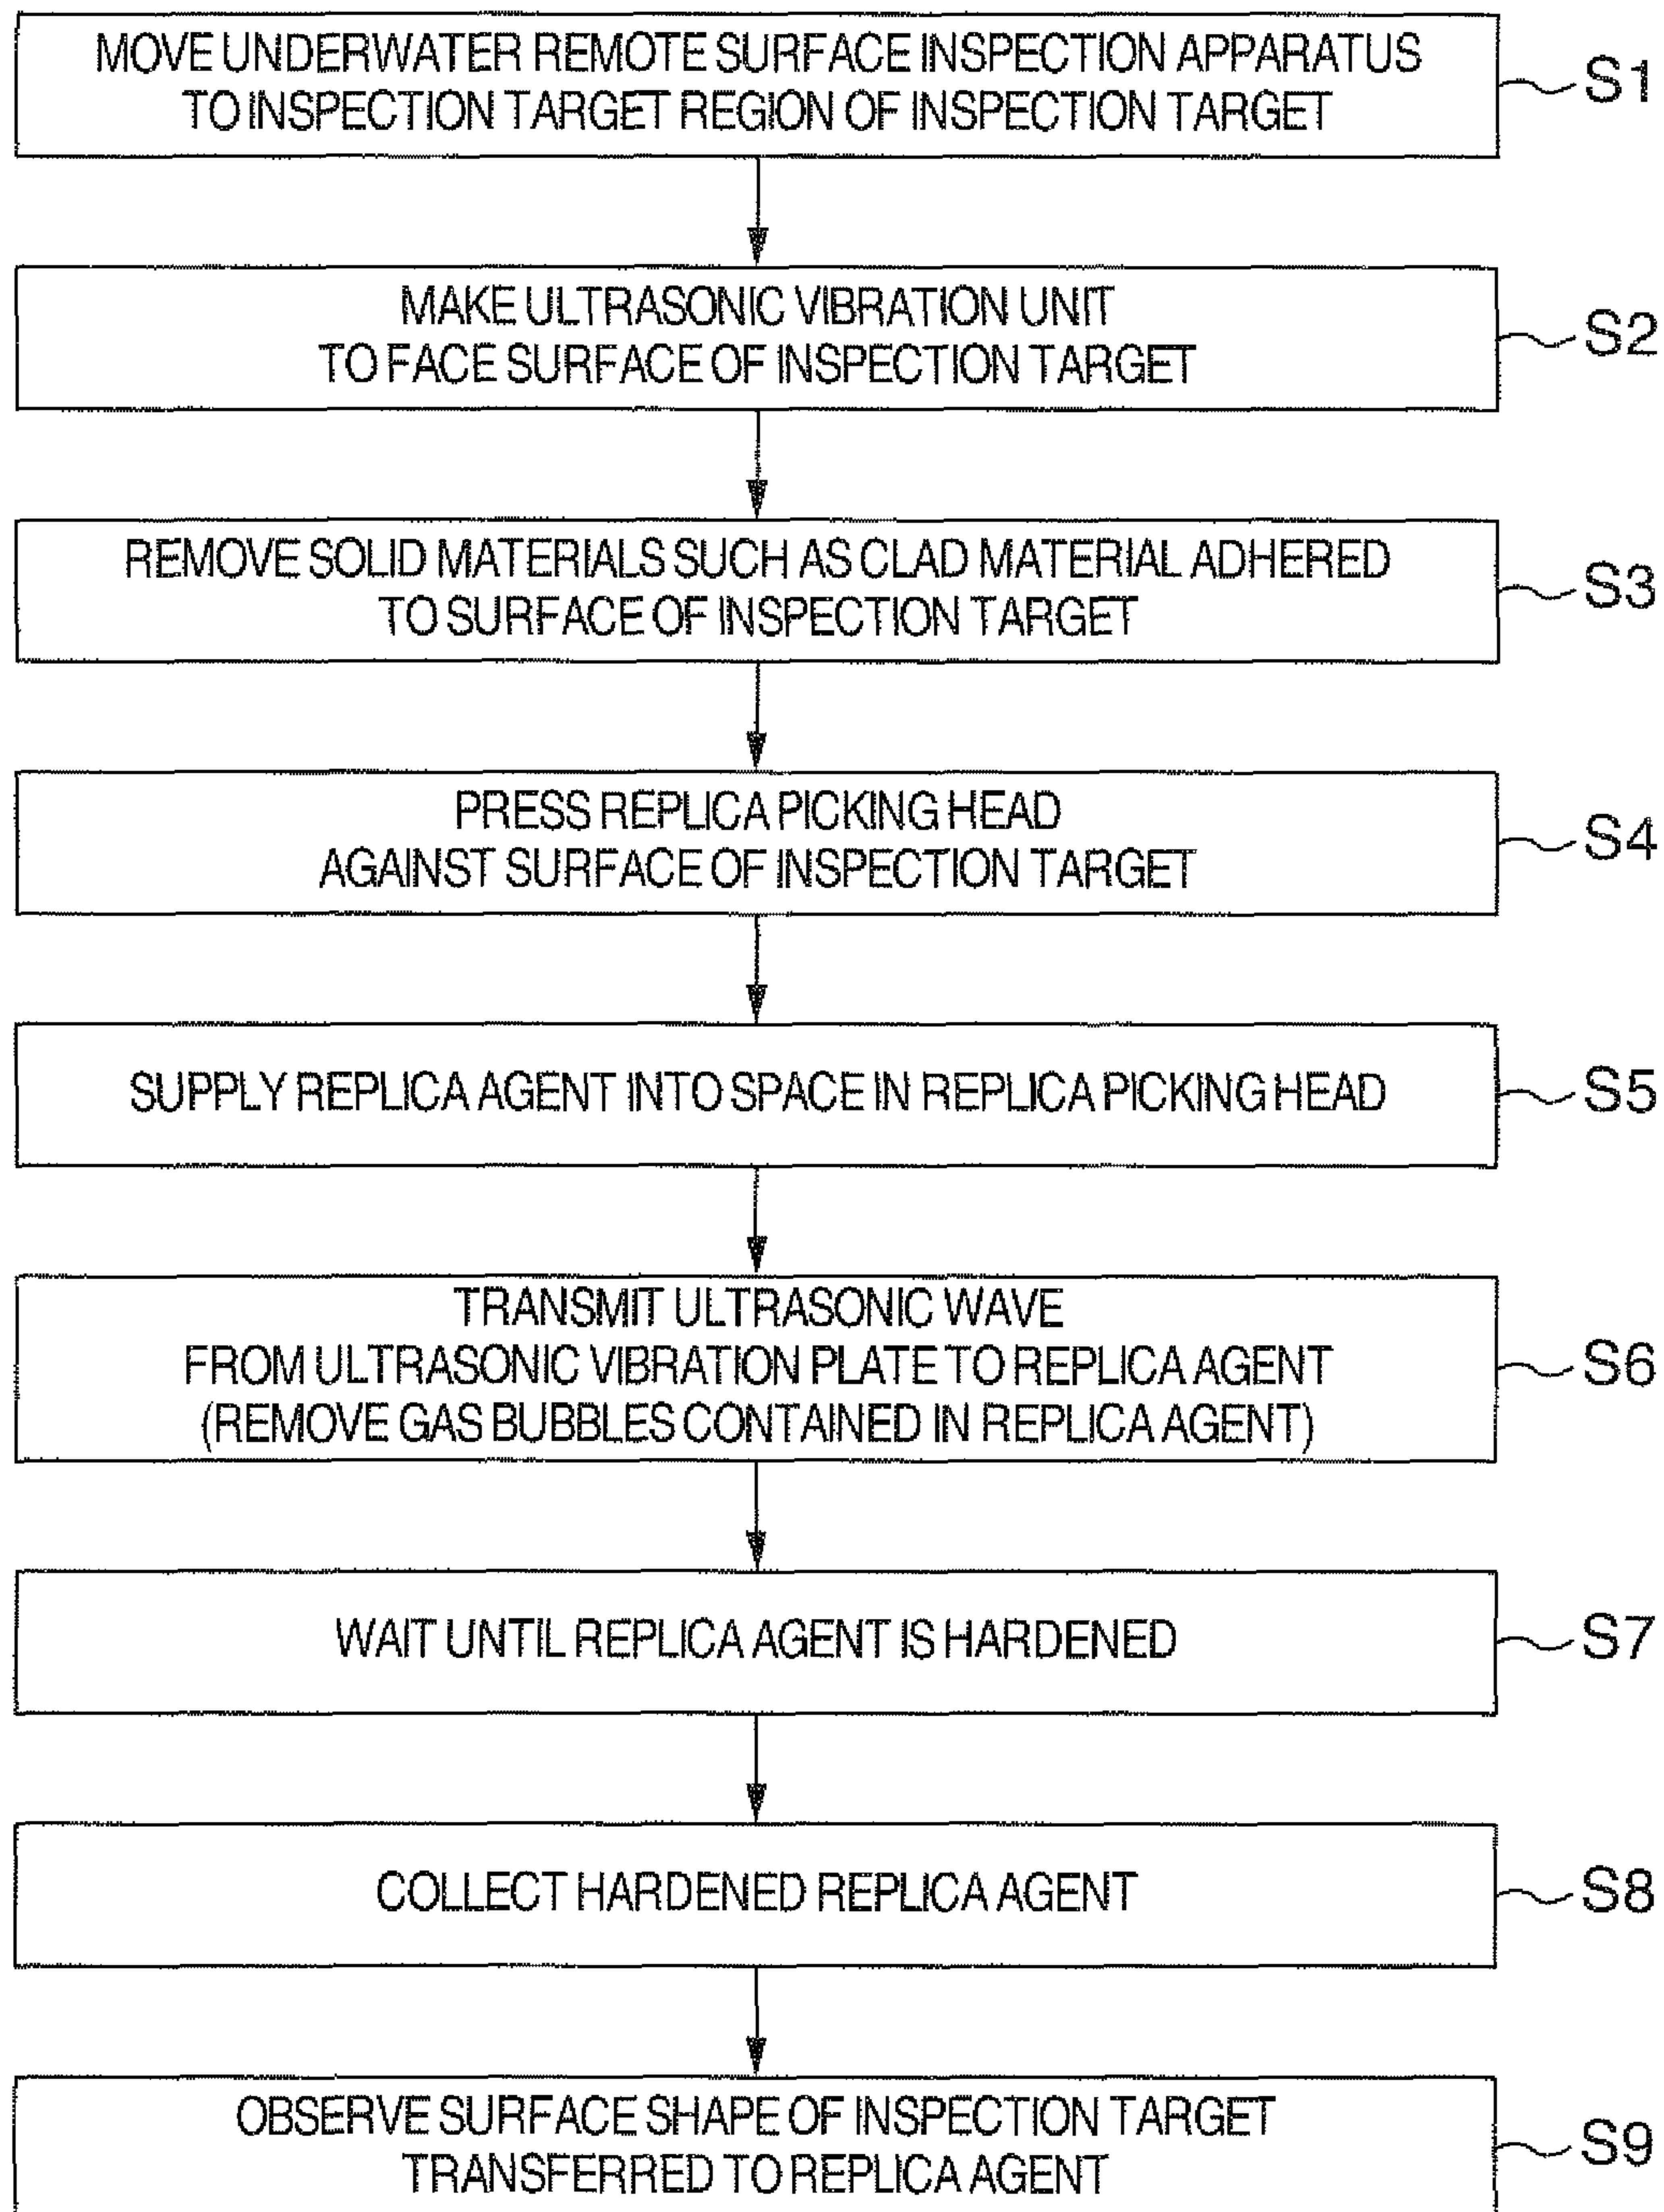 MOVE UNDERWATER REMOTE SURFACE INSPECTION APPARATUS
TO INSPECTION TARGET REGION OF INSPECTION TARGET
S1
MAKE ULTRASONIC VIBRATION UNIT
TO FACE SURFACE OF INSPECTION TARGET
S2
REMOVE SOLID MATERIALS SUCH AS CLAD MATERIAL ADHERED
TO SURFACE OF INSPECTION TARGET
S3
PRESS REPLICA PICKING HEAD
AGAINST SURFACE OF INSPECTION TARGET
S4
SUPPLY REPLICA AGENT INTO SPACE IN REPLICA PICKING HEAD
S5
TRANSMIT ULTRASONIC WAVE
FROM ULTRASONIC VIBRATION PLATE TO REPLICA AGENT
(REMOVE GAS BUBBLES CONTAINED IN REPLICA AGENT)
S6
WAIT UNTIL REPLICA AGENT IS HARDENED
S7
COLLECT HARDENED REPLICA AGENT
S8
OBSERVE SURFACE SHAPE OF INSPECTION TARGET
TRANSFERRED TO REPLICA AGENT
S9